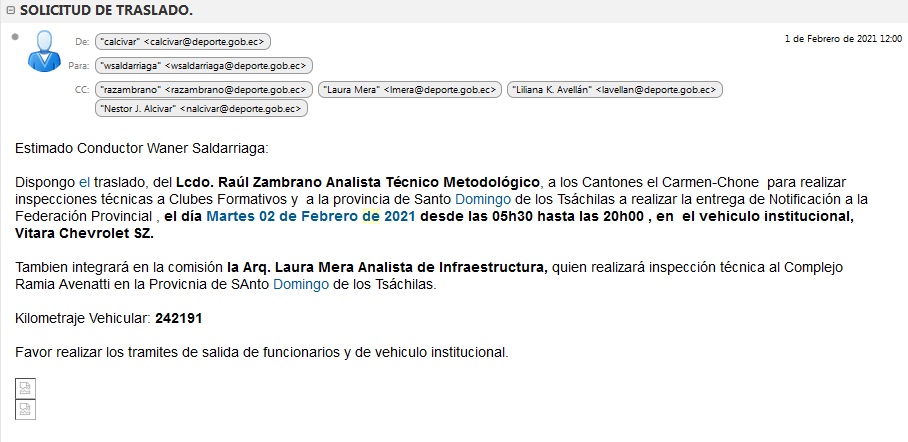 SOLICITUD DE TRASLADO.
De: "calcivar" <calcivar@deporte.gob.ec>
1 de Febrero de 2021 12:00
Para: "wsaldarriaga" <wsaldarriaga@deporte.gob.ec>
CC: "razambrano" <razambrano@deporte.gob.ec> "Laura Mera" <lmera@deporte.gob.ec> "Liliana K. Avellán" <lavellan@deporte.gob.ec>
"Nestor J. Alcivar" <nalcivar@deporte.gob.ec>
Estimado Conductor Waner Saldarriaga:
Dispongo el traslado, del Lcdo. Raúl Zambrano Analista Técnico Metodológico, a los Cantones el Carmen-Chone para realizar
inspecciones técnicas a Clubes Formativos y a la provincia de Santo Domingo de los Tsáchilas a realizar la entrega de Notificación a la
Federación Provincial , el día Martes 02 de Febrero de 2021 desde las 05h30 hasta las 20h00 , en el vehiculo institucional,
Vitara Chevrolet SZ.
Tambien integrará en la comisión la Arq. Laura Mera Analista de Infraestructura, quien realizará inspección técnica al Complejo
Ramia Avenatti en la Provicnia de SAnto Domingo de los Tsáchilas.
Kilometraje Vehicular: 242191
Favor realizar los tramites de salida de funcionarios y de vehiculo institucional.